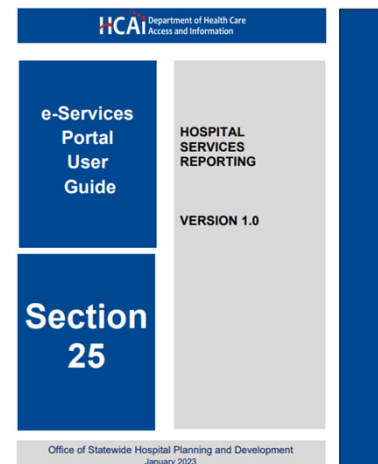 HCAI Department of Health Care
Access and Information
e-Services
Portal
User
Guide
HOSPITAL
SERVICES
REPORTING
VERSION 1.0
Section
25
Office of Statewide Hospital Planning and Development
January 2023